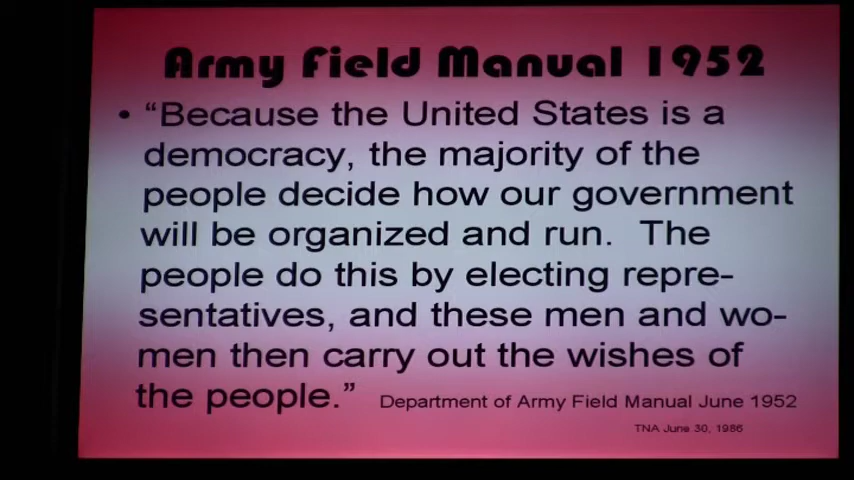 Army Field Manual 1952
• “Because the United States is a
democracy, the majority of the
people decide how our government
will be organized and run. The
people do this by electing repre-
sentatives, and these men and wo-
men then carry out the wishes of
the people.” Department of Army Field Manual June 1952
TNA June 30, 1986